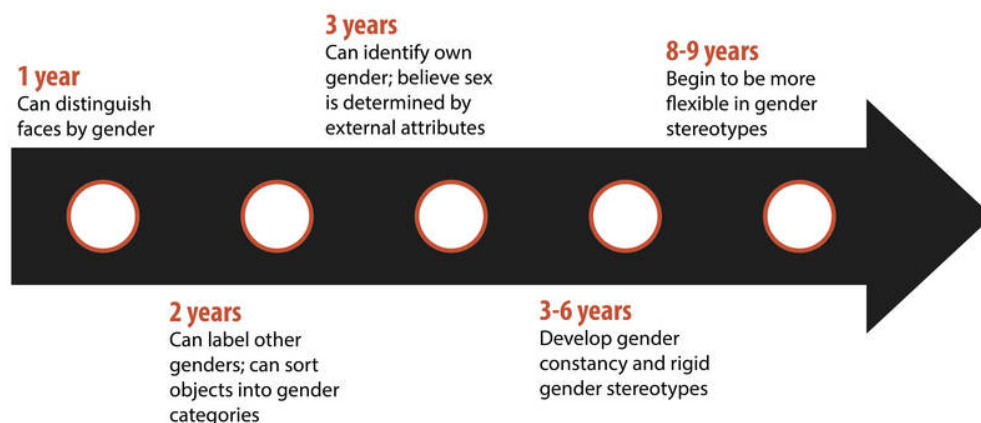 1 year
Can distinguish
faces by gender
2 years
Can label other
genders; can sort
objects into gender
categories
3 years
Can identify own
gender; believe sex
is determined by
external attributes
3-6 years
Develop gender
constancy and rigid
gender stereotypes
8-9 years
Begin to be more
flexible in gender
stereotypes